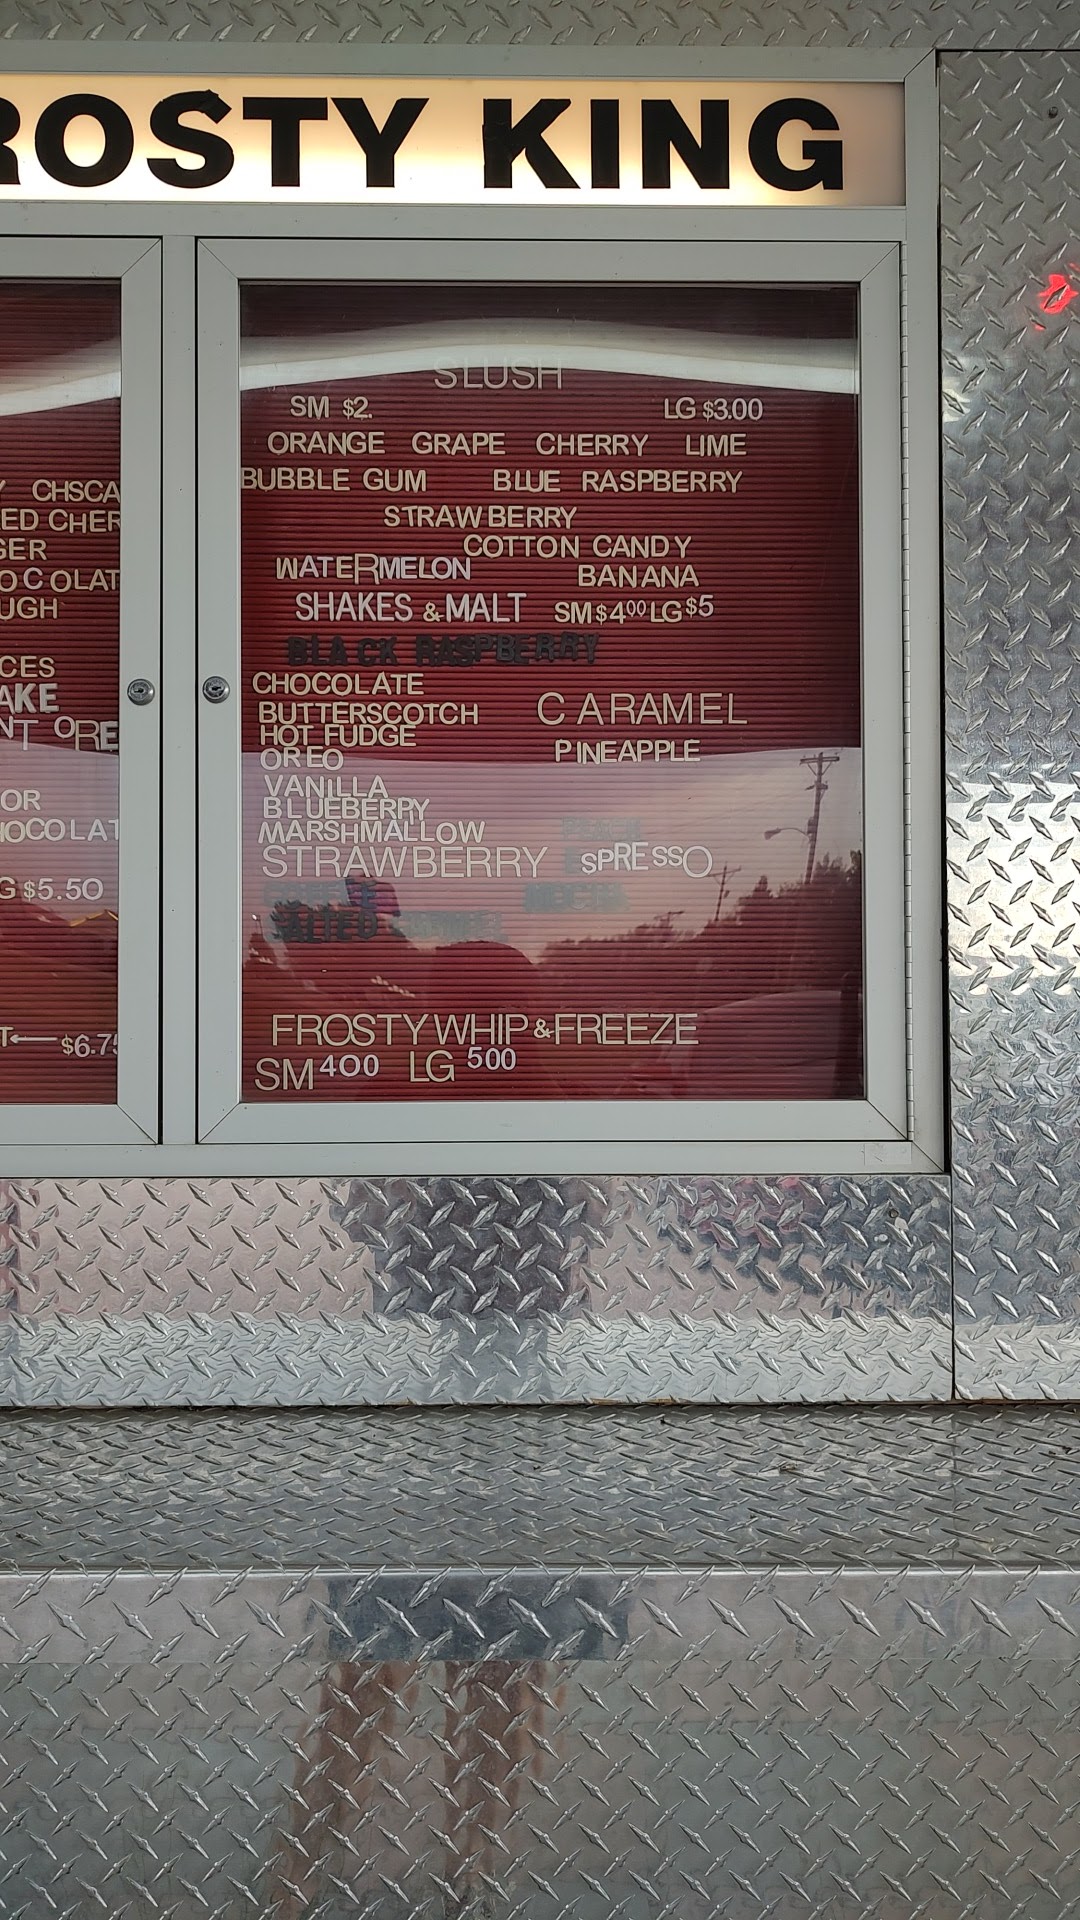 ROSTY KING
CHSCA
ED CHER
GER
OCOLAT
UGH
CES
AKE
NT ORE
OR
HOCOLAT
G $5.50
T $6.75
SLUSH
SM $2. LG $3.00
ORANGE GRAPE CHERRY LIME
BUBBLE GUM BLUE RASPBERRY
STRAWBERRY
COTTON CANDY
WATERMELON BANANA
SHAKES & MALT SM $4.00 LG $5
BLACK RASPBERRY
CHOCOLATE
BUTTERSCOTCH CARAMEL
HOT FUDGE
OREO PINEAPPLE
VANILLA
BLUEBERRY
MARSHMALLOW PEACH
STRAWBERRY ESPRESSO
MOCHA
SALTED CARAMEL
FROSTY WHIP & FREEZE
SM 400 LG 500